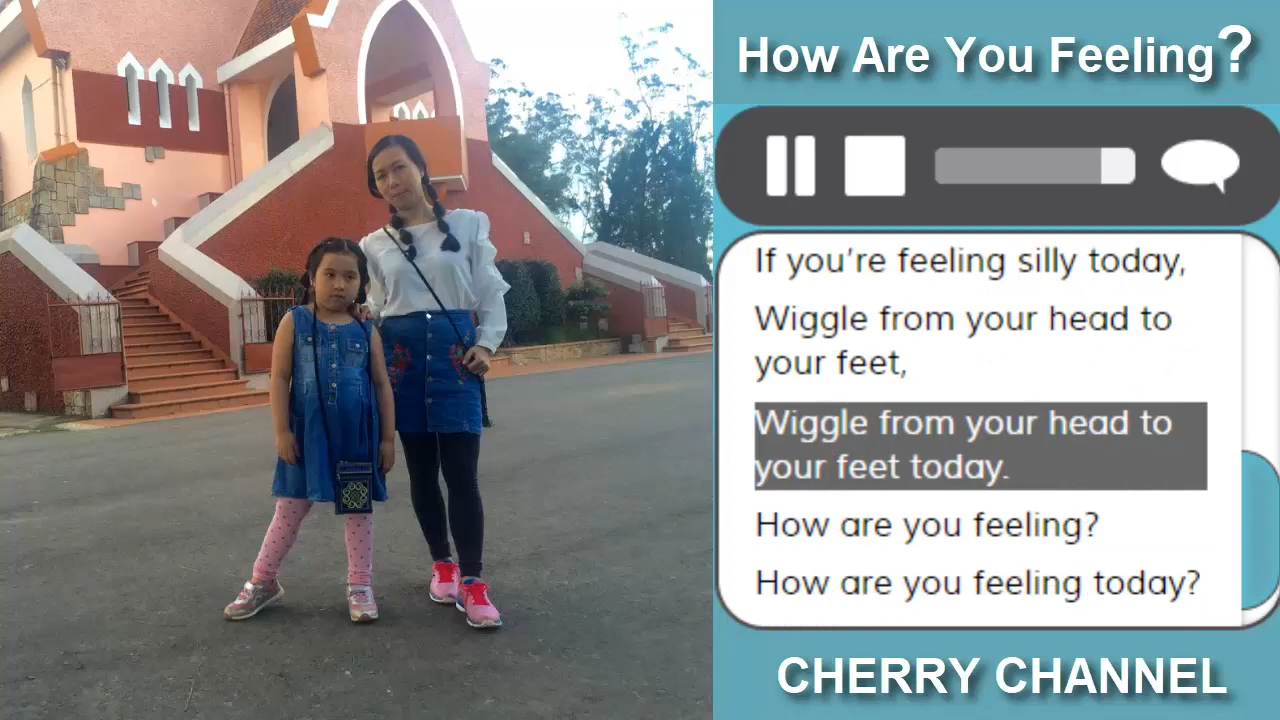 How Are You Feeling?
If you're feeling silly today,
Wiggle from your head to
your feet,
Wiggle from your head to
your feet today.
How are you feeling?
How are you feeling today?
CHERRY CHANNEL